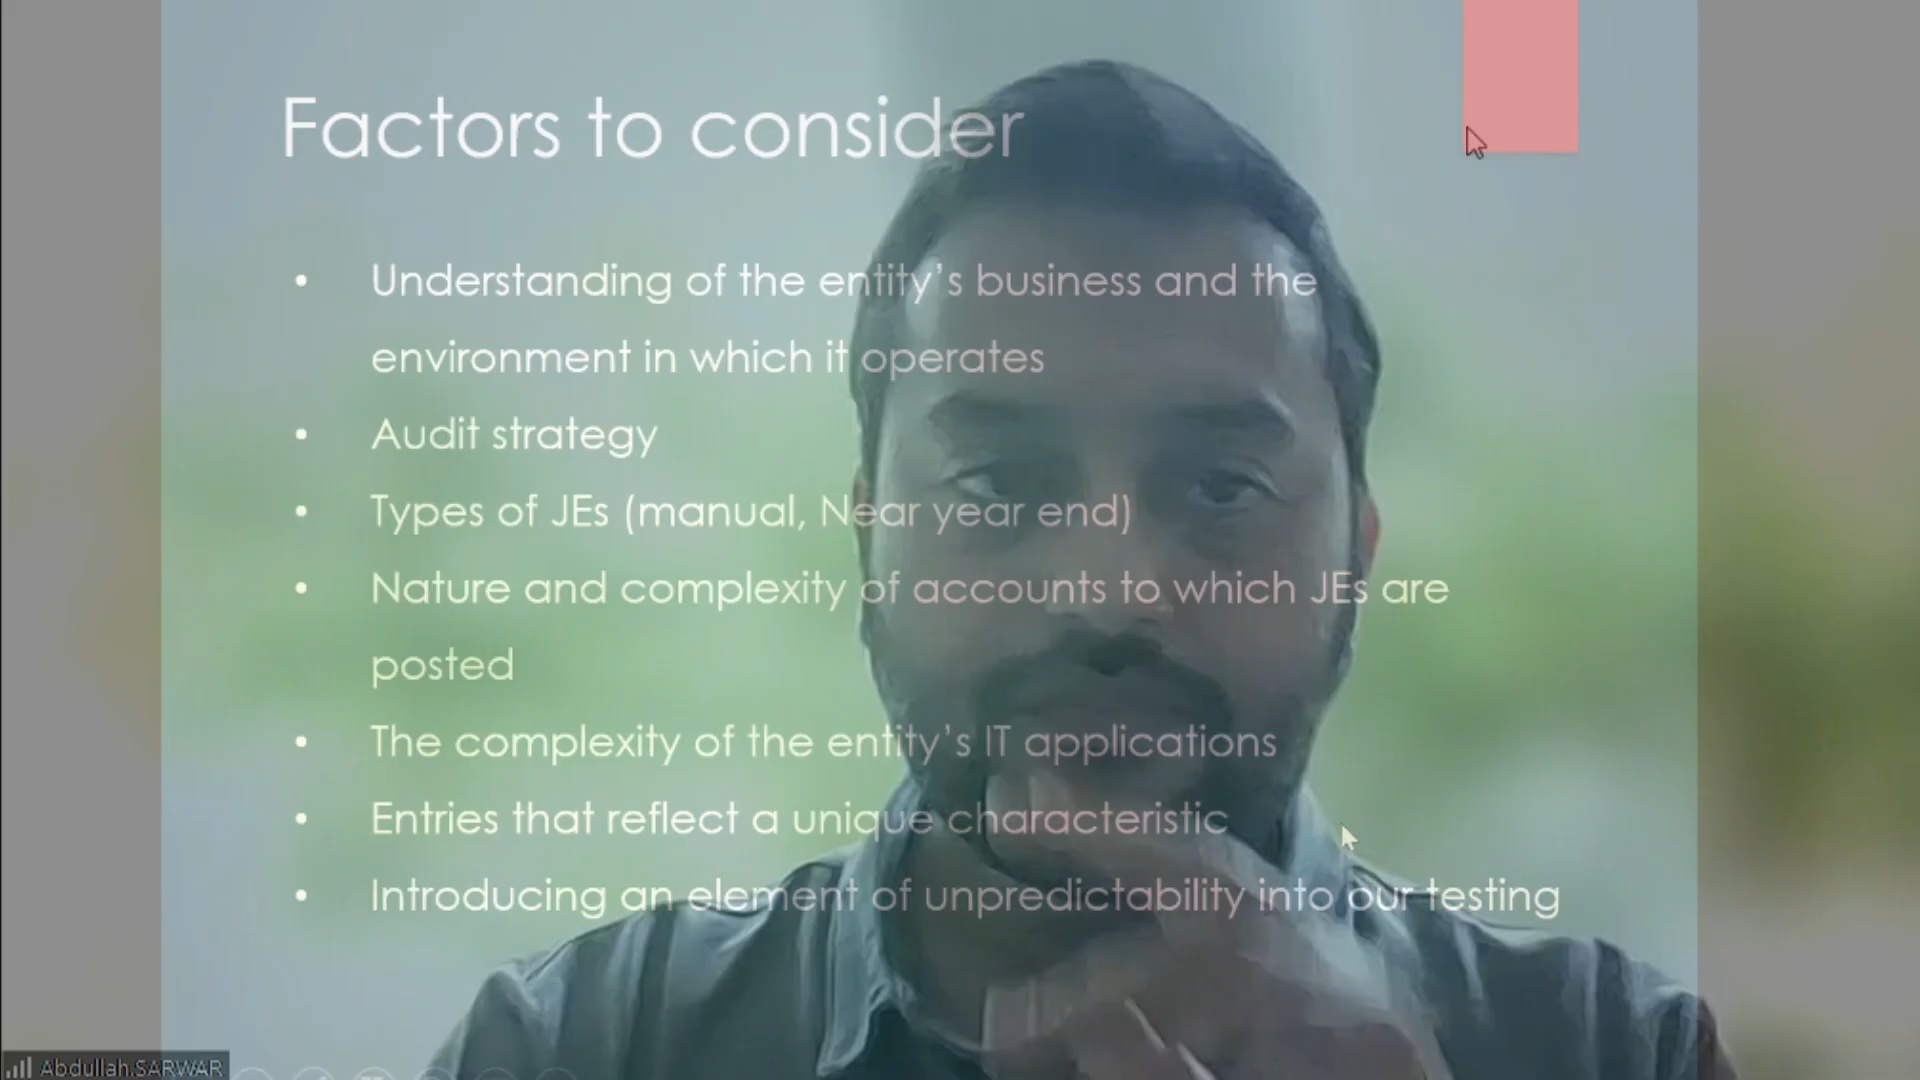 Factors to consider
• Understanding of the entity’s business and the
environment in which it operates
• Audit strategy
• Types of JEs (manual, Near year end)
• Nature and complexity of accounts to which JEs are
posted
• The complexity of the entity’s IT applications
• Entries that reflect a unique characteristic
• Introducing an element of unpredictability into our testing
Abdullah.SARWAR